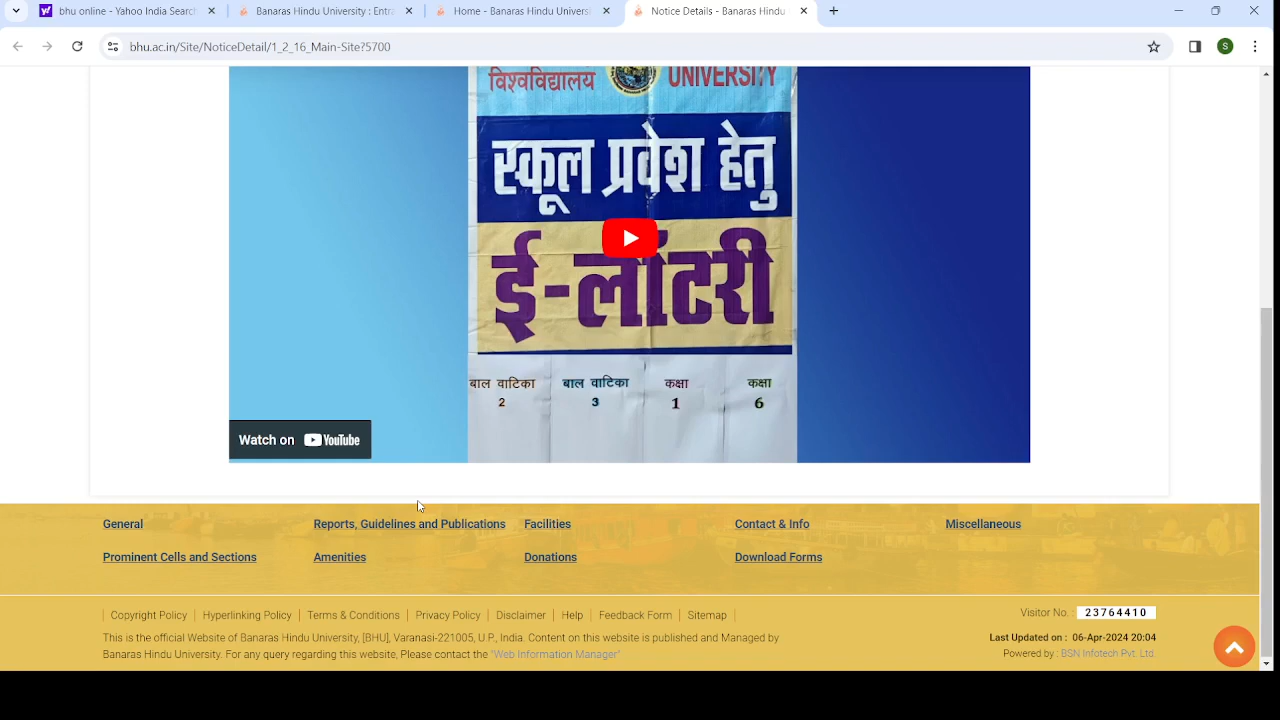 bhu online - Yahoo India Search
Banaras Hindu University : Entra
Home - Banaras Hindu Universi
Notice Details - Banaras Hindu
bhu.ac.in/Site/NoticeDetail/1_2_16_Main-Site?5700
S
विश्वविद्यालय UNIVERSITY
स्कूल प्रवेश हेतु
ई-लॉटरी
बाल वाटिका बाल वाटिका कक्षा कक्षा
2 3 1 6
Watch on YouTube
General Reports, Guidelines and Publications Facilities Contact & Info Miscellaneous
Prominent Cells and Sections Amenities Donations Download Forms
Copyright Policy Hyperlinking Policy Terms & Conditions Privacy Policy Disclaimer Help Feedback Form Sitemap
Visitor No. : 23764410
This is the official Website of Banaras Hindu University, [BHU], Varanasi-221005, U.P., India. Content on this website is published and Managed by
Banaras Hindu University. For any query regarding this website, Please contact the "Web Information Manager"
Last Updated on : 06-Apr-2024 20:04
Powered by : BSN Infotech Pvt. Ltd.